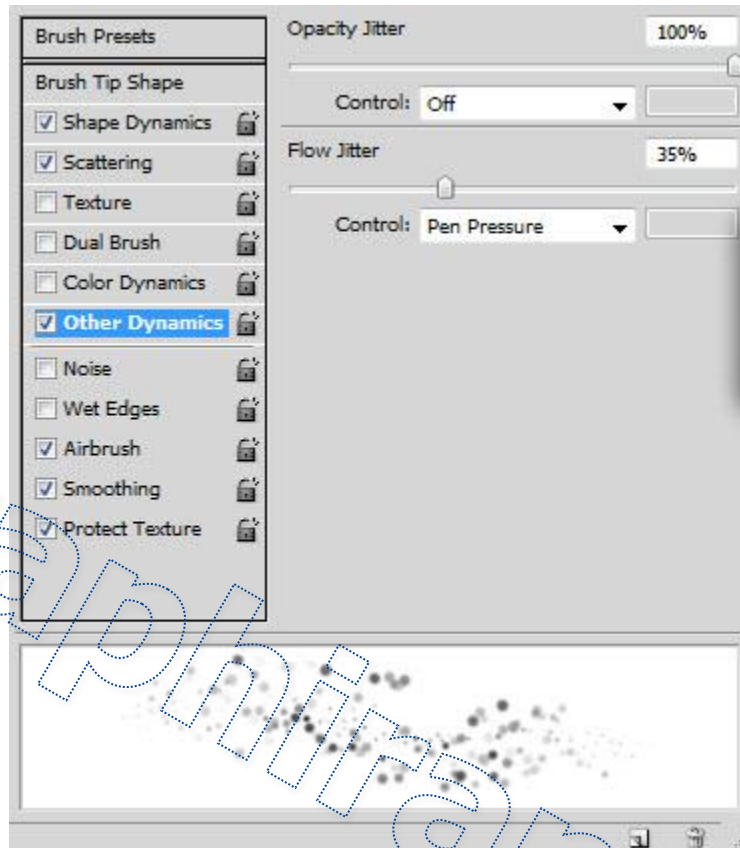 Brush Presets
Opacity Jitter 100%
Brush Tip Shape
Control: Off
Shape Dynamics
Flow Jitter 35%
Scattering
Texture
Control: Pen Pressure
Dual Brush
Color Dynamics
Other Dynamics
Noise
Wet Edges
Airbrush
Smoothing
Protect Texture
aphiran